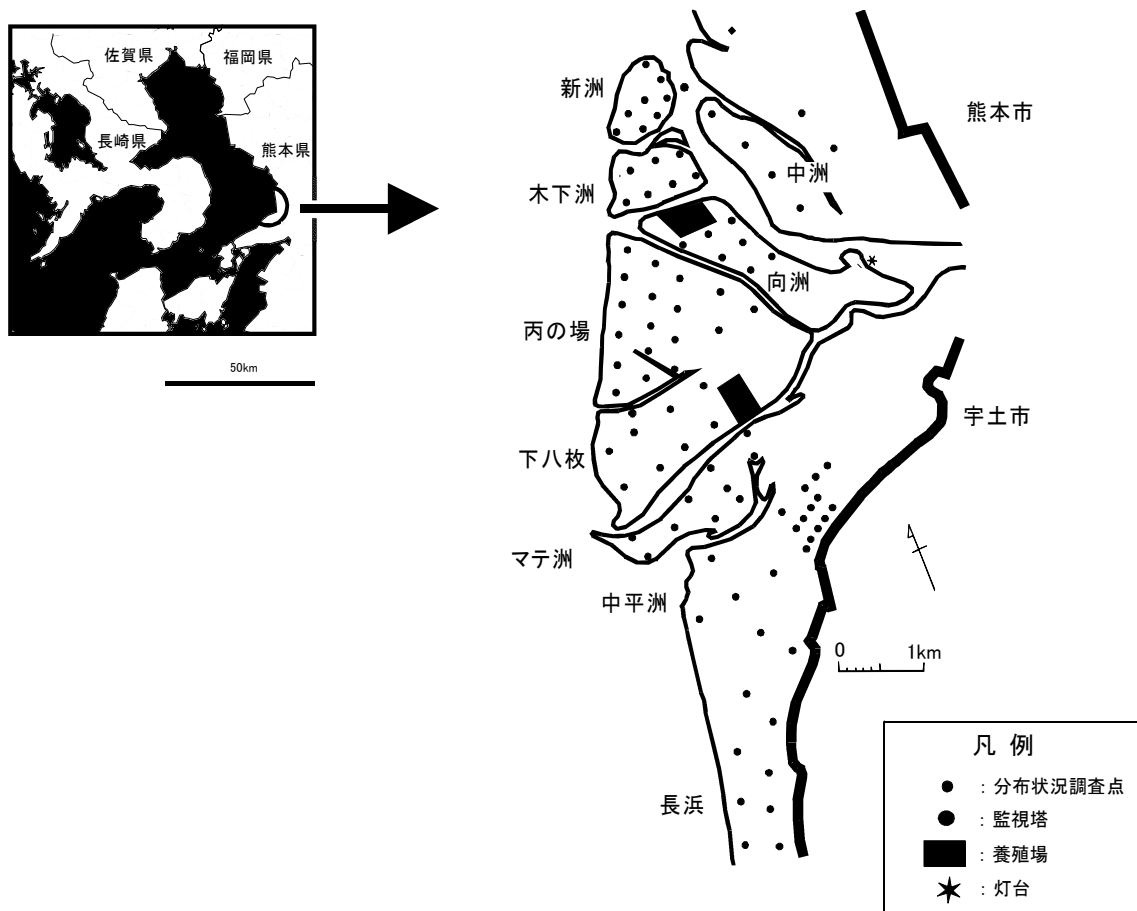 佐賀県
福岡県
長崎県
熊本県
50km
新洲
熊本市
中洲
木下洲
向洲
丙の場
宇土市
下八枚
マテ洲
中平洲
0 1km
長浜
凡 例
：分布状況調査点
：監視塔
：養殖場
：灯台